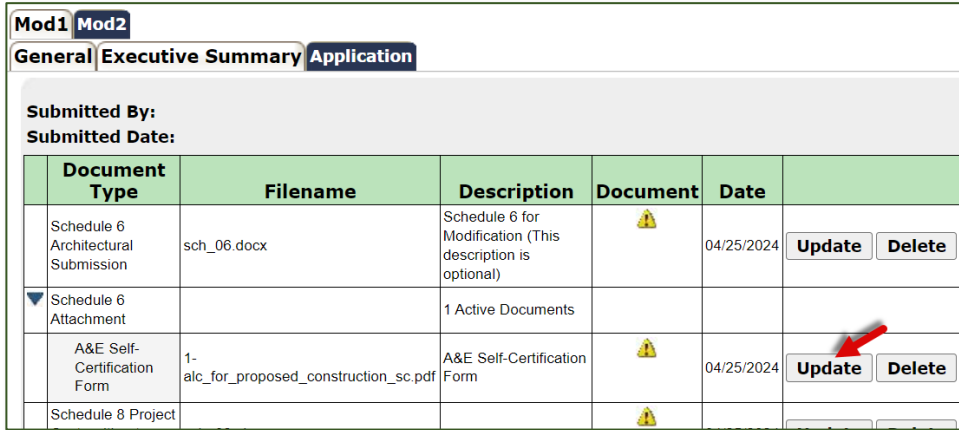 Mod1 Mod2
General Executive Summary Application
Submitted By:
Submitted Date:
Document Type Filename Description Document Date
Schedule 6 Architectural Submission sch_06.docx Schedule 6 for Modification (This description is optional) 04/25/2024 Update Delete
Schedule 6 Attachment 1 Active Documents
A&E Self-Certification Form 1-alc_for_proposed_construction_sc.pdf A&E Self-Certification Form 04/25/2024 Update Delete
Schedule 8 Project